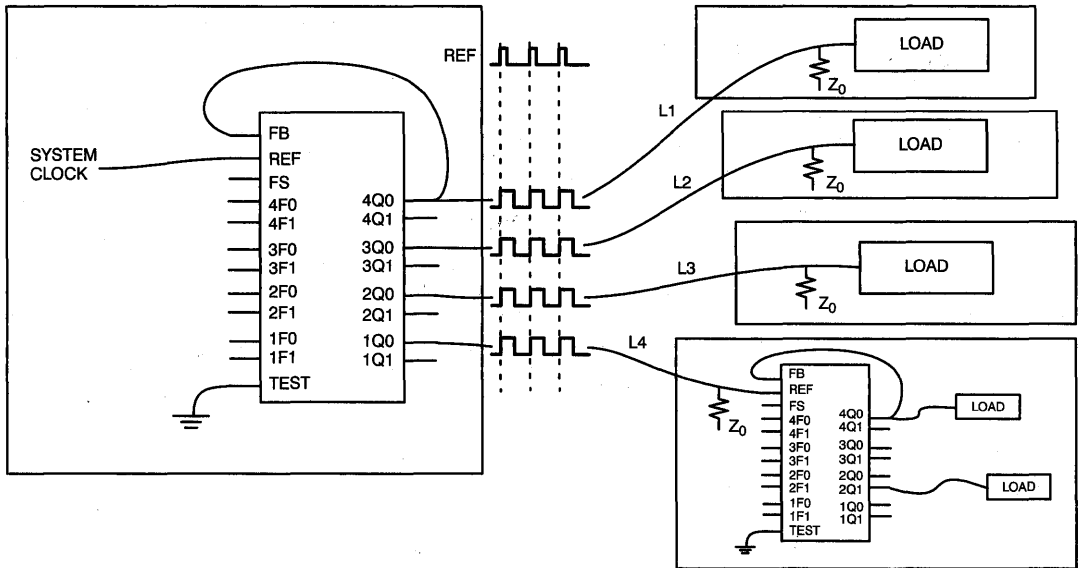 REF
SYSTEM
CLOCK
FB
REF
FS
4F0
4F1
3F0
3F1
2F0
2F1
1F0
1F1
TEST
4Q0
4Q1
3Q0
3Q1
2Q0
2Q1
1Q0
1Q1
L1
L2
L3
L4
LOAD
Z0
LOAD
Z0
LOAD
Z0
Z0
FB
REF
FS
4F0
4F1
3F0
3F1
2F0
2F1
1F0
1F1
TEST
4Q0
4Q1
3Q0
3Q1
2Q0
2Q1
1Q0
1Q1
LOAD
LOAD